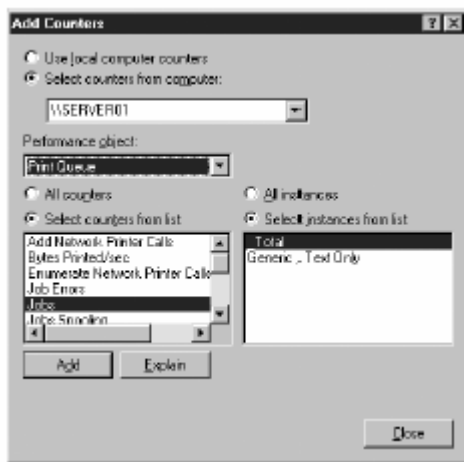 Add Counters
Use local computer counters
Select counters from computer:
\\SERVER01
Performance object:
Print Queue
All counters
All instances
Select counters from list
Select instances from list
Add Network Printer Calls
Bytes Printed/sec
Enumerate Network Printer Calls
Job Errors
Jobs
Jobs Spooling
_Total
Generic _ Text Only
Add
Explain
Close